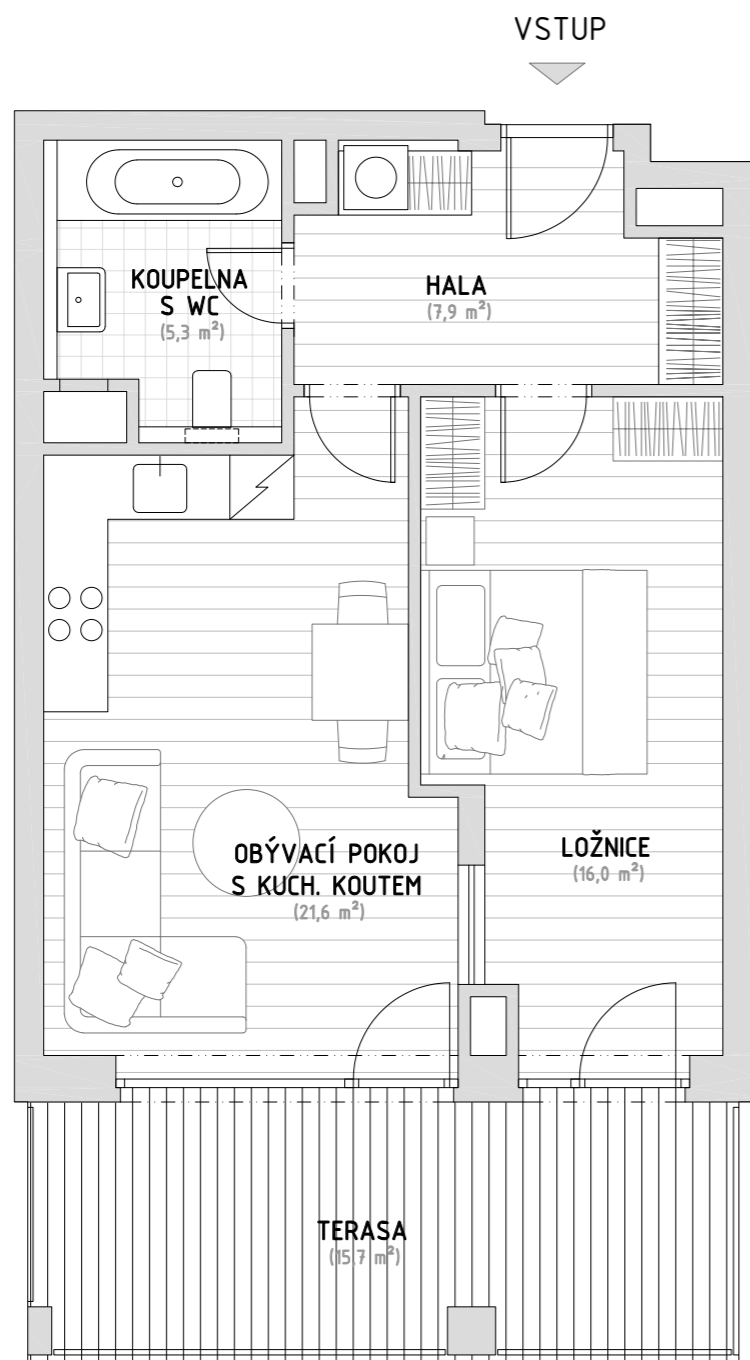 VSTUP
KOUPELNA
S WC
(5,3 m²)
HALA
(7,9 m²)
OBÝVACÍ POKOJ
S KUCH. KOUTEM
(21,6 m²)
LOŽNICE
(16,0 m²)
TERASA
(15,7 m²)